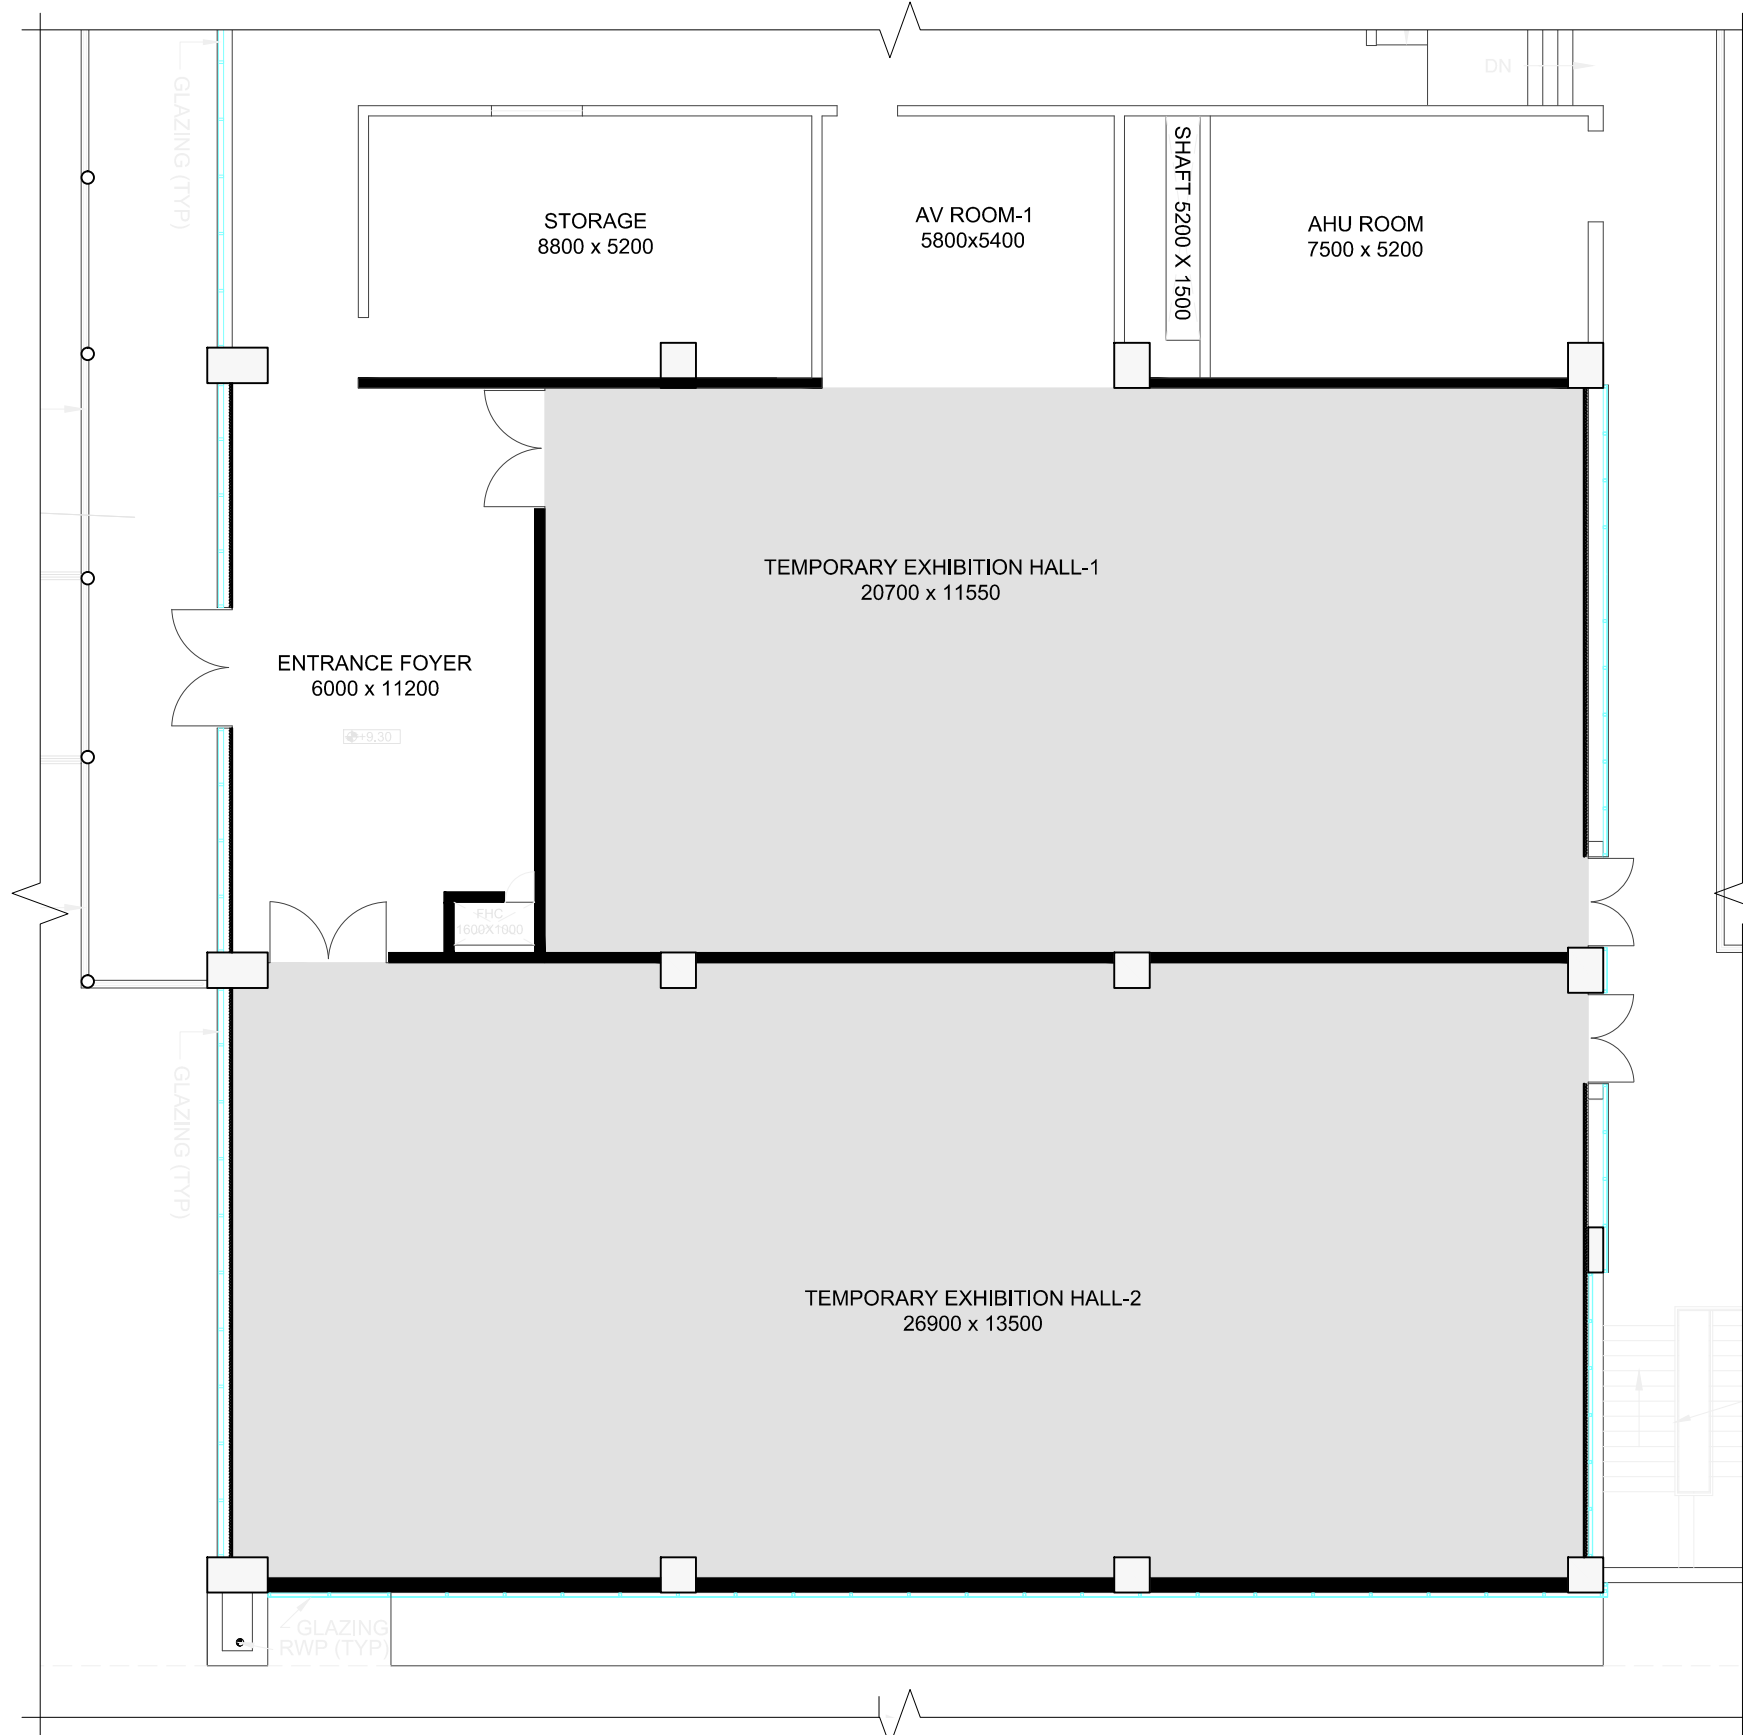 DN
GLAZING (TYP)
SHAFT 5200 X 1500
STORAGE
8800 x 5200
AV ROOM-1
5800x5400
AHU ROOM
7500 x 5200
TEMPORARY EXHIBITION HALL-1
20700 x 11550
ENTRANCE FOYER
6000 x 11200
+9.30
FHC
1600X1000
GLAZING (TYP)
TEMPORARY EXHIBITION HALL-2
26900 x 13500
GLAZING
RWP (TYP)